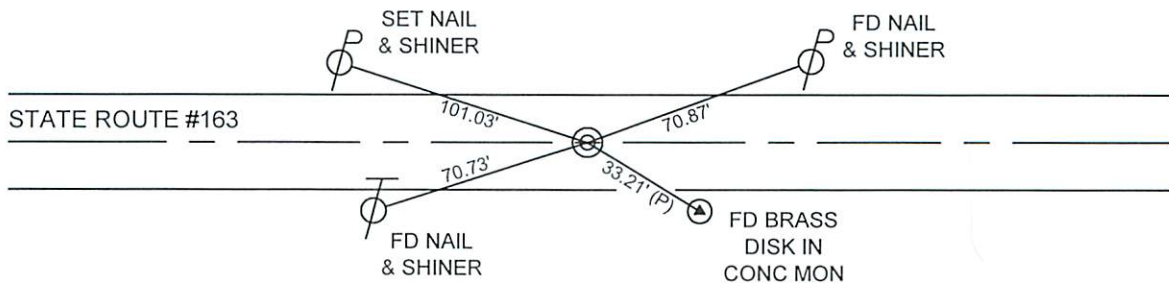 SET NAIL
& SHINER
FD NAIL
& SHINER
STATE ROUTE #163
101.03'
70.87'
70.73'
33.21' (P)
FD NAIL
& SHINER
FD BRASS
DISK IN
CONC MON